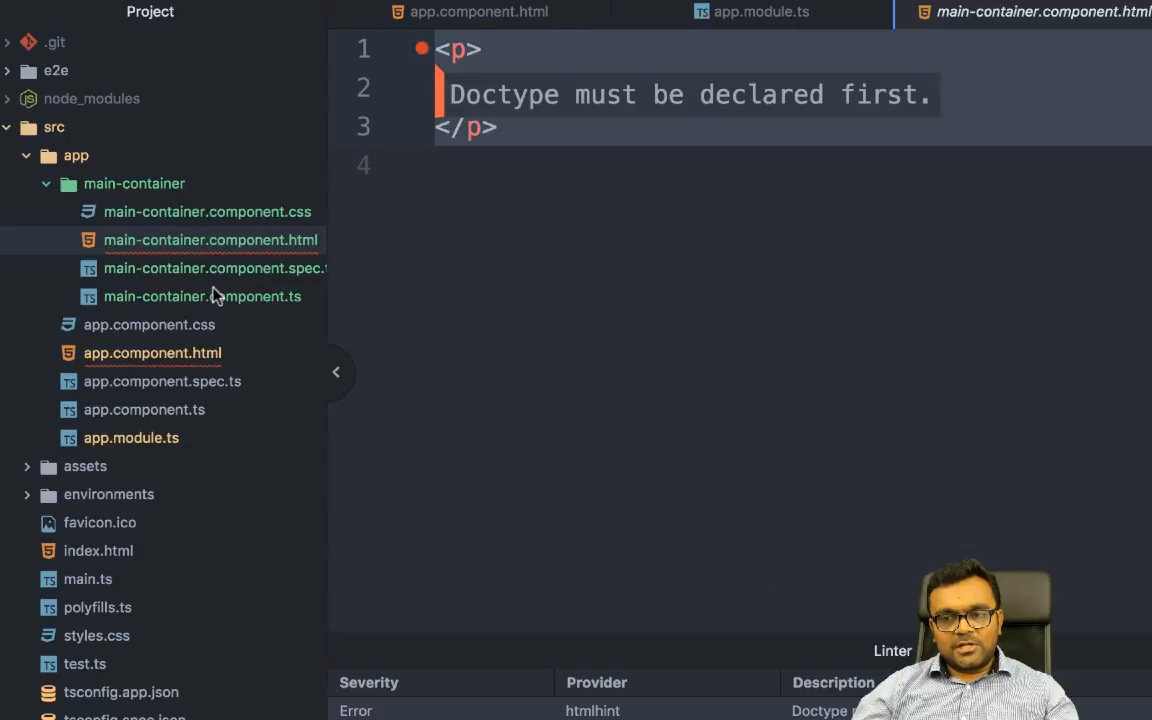 Project
app.component.html
app.module.ts
main-container.component.html
.git
e2e
node_modules
src
app
main-container
main-container.component.css
main-container.component.html
main-container.component.spec.t
main-container.component.ts
app.component.css
app.component.html
app.component.spec.ts
app.component.ts
app.module.ts
assets
environments
favicon.ico
index.html
main.ts
polyfills.ts
styles.css
test.ts
tsconfig.app.json
tsconfig.spec.json
1 <p>
2 Doctype must be declared first.
3 </p>
4
Linter
Severity Provider Description
Error htmlhint Doctype